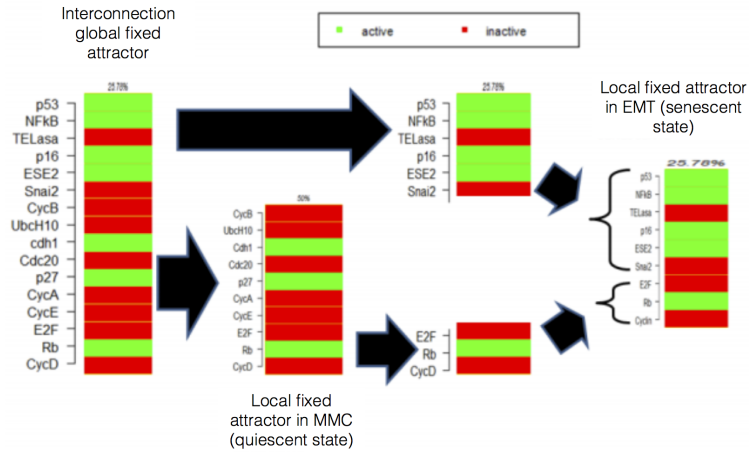 Interconnection
global fixed
attractor
active
inactive
25.78%
p53
NFkB
TELasa
p16
ESE2
Snai2
CycB
UbcH10
cdh1
Cdc20
p27
CycA
CycE
E2F
Rb
CycD
50%
CycB
UbcH10
Cdh1
Cdc20
p27
CycA
CycE
E2F
Rb
CycD
Local fixed
attractor in MMC
(quiescent state)
25.78%
p53
NFkB
TELasa
p16
ESE2
Snai2
E2F
Rb
CycD
Local fixed attractor
in EMT (senescent
state)
25.78%
p53
NFkB
TELasa
p16
ESE2
Snai2
E2F
Rb
Cyclin